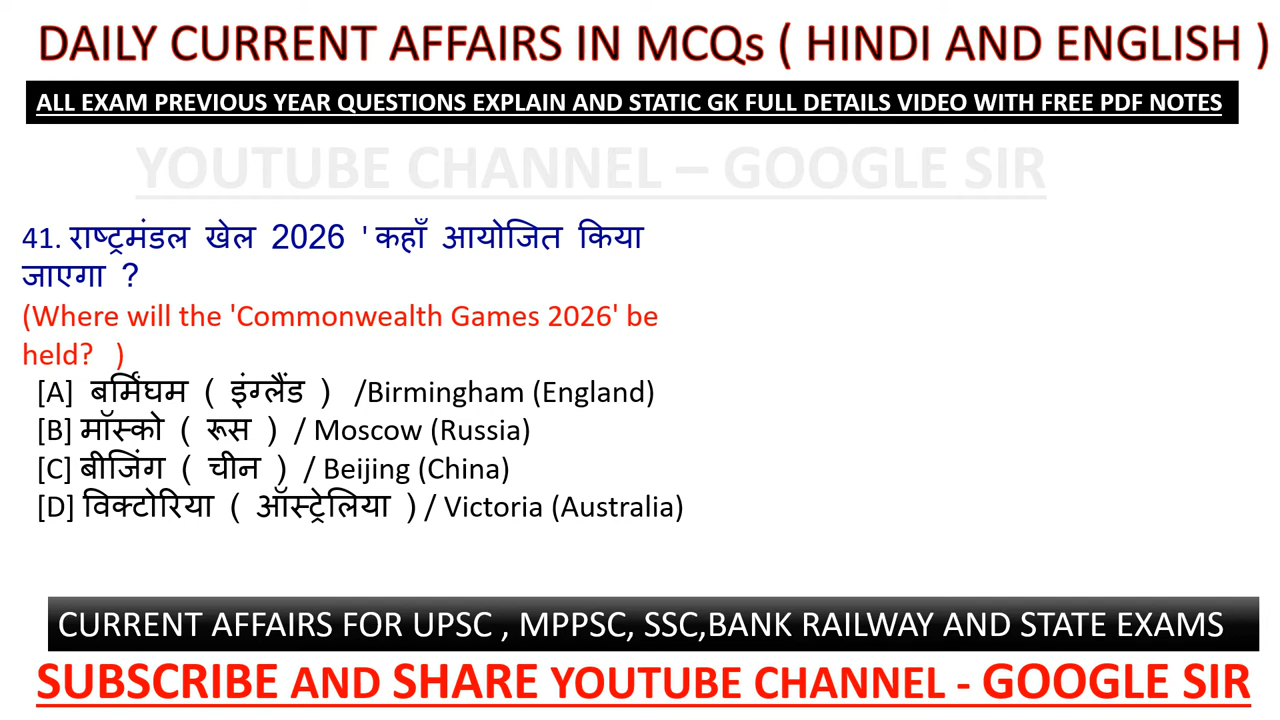 DAILY CURRENT AFFAIRS IN MCQs ( HINDI AND ENGLISH )
ALL EXAM PREVIOUS YEAR QUESTIONS EXPLAIN AND STATIC GK FULL DETAILS VIDEO WITH FREE PDF NOTES
YOUTUBE CHANNEL – GOOGLE SIR
41. राष्ट्रमंडल खेल 2026 ' कहाँ आयोजित किया
जाएगा ?
(Where will the 'Commonwealth Games 2026' be
held? )
[A] बर्मिंघम ( इंग्लैंड ) /Birmingham (England)
[B] मॉस्को ( रूस ) / Moscow (Russia)
[C] बीजिंग ( चीन ) / Beijing (China)
[D] विक्टोरिया ( ऑस्ट्रेलिया ) / Victoria (Australia)
CURRENT AFFAIRS FOR UPSC , MPPSC, SSC,BANK RAILWAY AND STATE EXAMS
SUBSCRIBE AND SHARE YOUTUBE CHANNEL - GOOGLE SIR